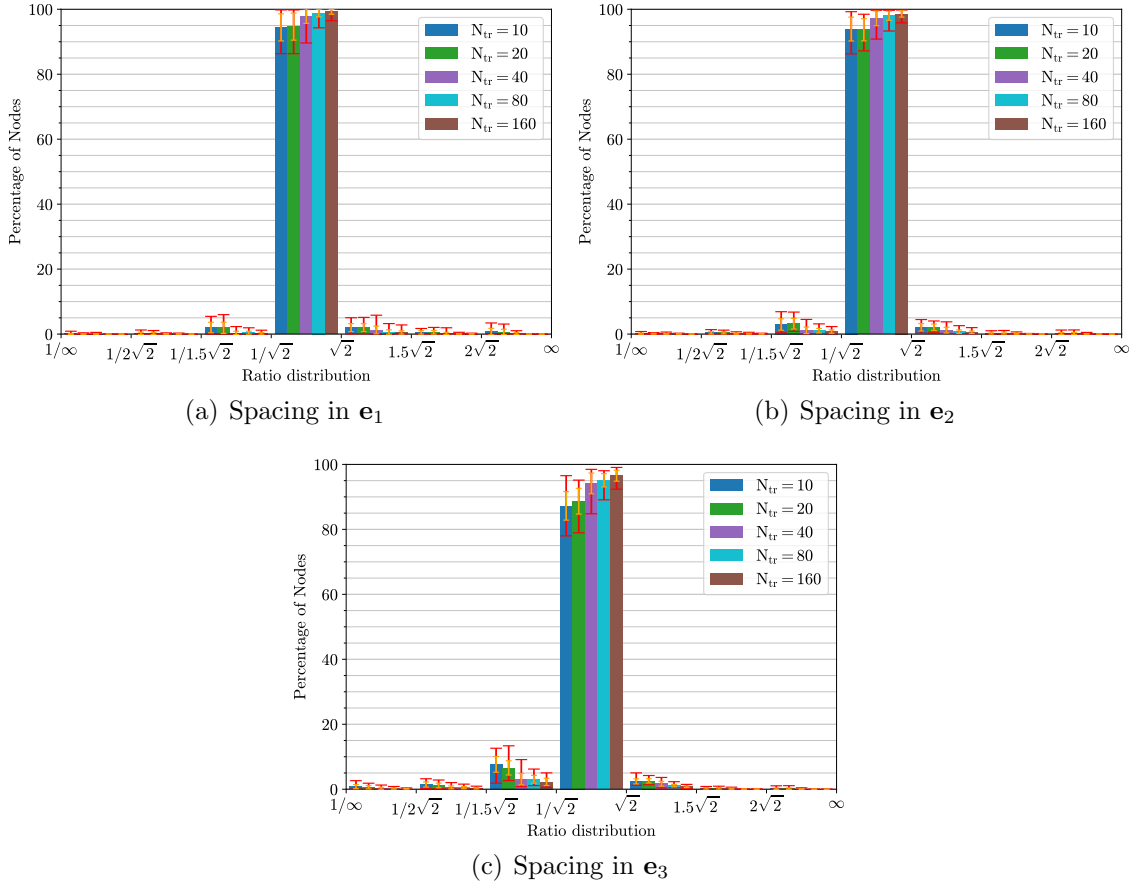 100
80
60
40
20
0
Percentage of Nodes
N_tr = 10
N_tr = 20
N_tr = 40
N_tr = 80
N_tr = 160
1/∞
1/2√2
1/1.5√2
1/√2
√2
1.5√2
2√2
∞
Ratio distribution
(a) Spacing in e₁
100
80
60
40
20
0
Percentage of Nodes
N_tr = 10
N_tr = 20
N_tr = 40
N_tr = 80
N_tr = 160
1/∞
1/2√2
1/1.5√2
1/√2
√2
1.5√2
2√2
∞
Ratio distribution
(b) Spacing in e₂
100
80
60
40
20
0
Percentage of Nodes
N_tr = 10
N_tr = 20
N_tr = 40
N_tr = 80
N_tr = 160
1/∞
1/2√2
1/1.5√2
1/√2
√2
1.5√2
2√2
∞
Ratio distribution
(c) Spacing in e₃